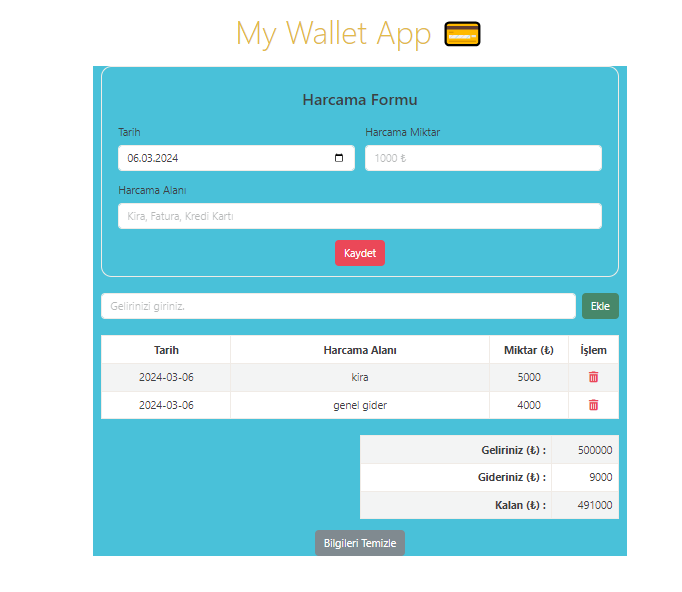 My Wallet App
Harcama Formu
Tarih Harcama Miktar
06.03.2024 1000 ₺
Harcama Alanı
Kira, Fatura, Kredi Kartı
Kaydet
Gelirinizi giriniz. Ekle
Tarih Harcama Alanı Miktar (₺) İşlem
2024-03-06 kira 5000
2024-03-06 genel gider 4000
Geliriniz (₺) : 500000
Gideriniz (₺) : 9000
Kalan (₺) : 491000
Bilgileri Temizle